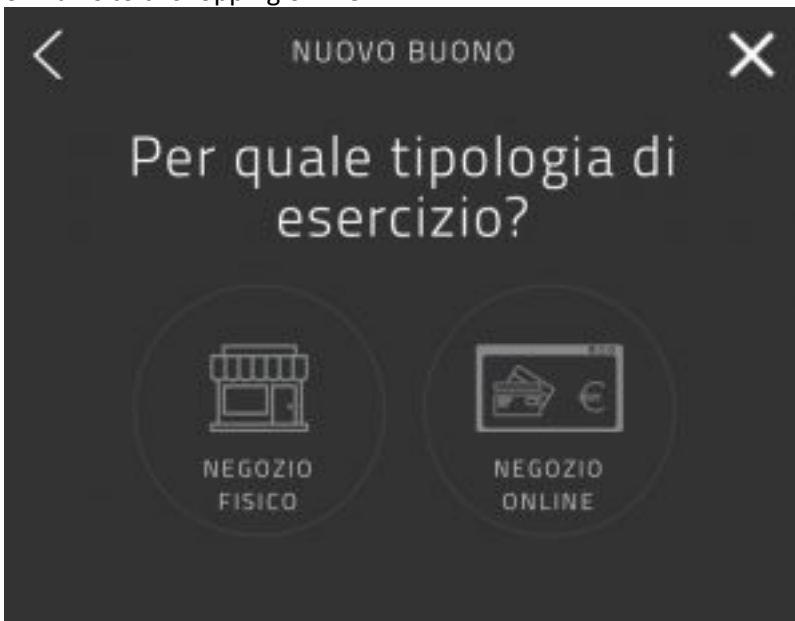 NUOVO BUONO
Per quale tipologia di
esercizio?
NEGOZIO
FISICO
NEGOZIO
ONLINE